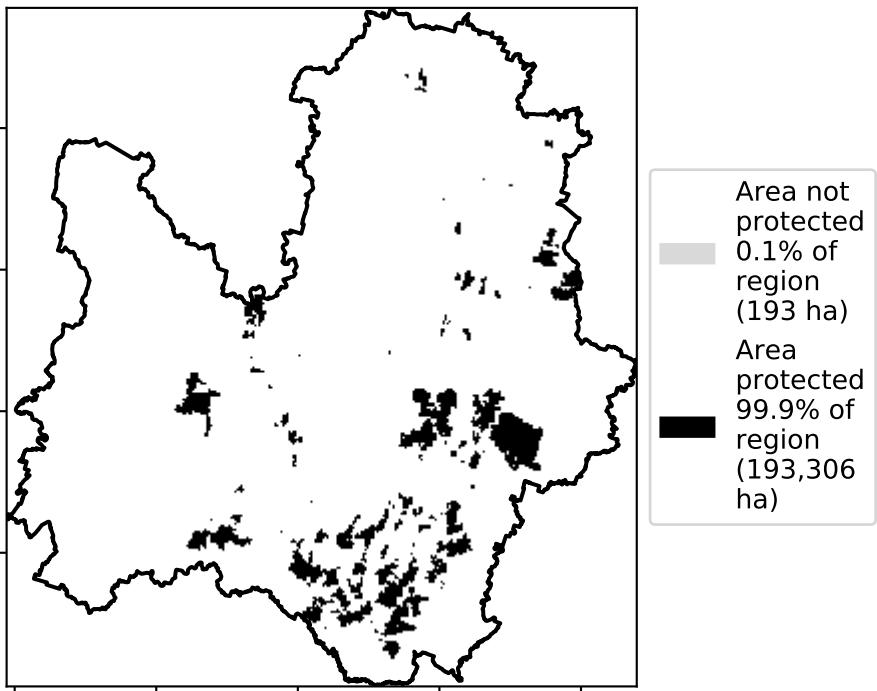 Area not
protected
0.1% of
region
(193 ha)
Area
protected
99.9% of
region
(193,306
ha)